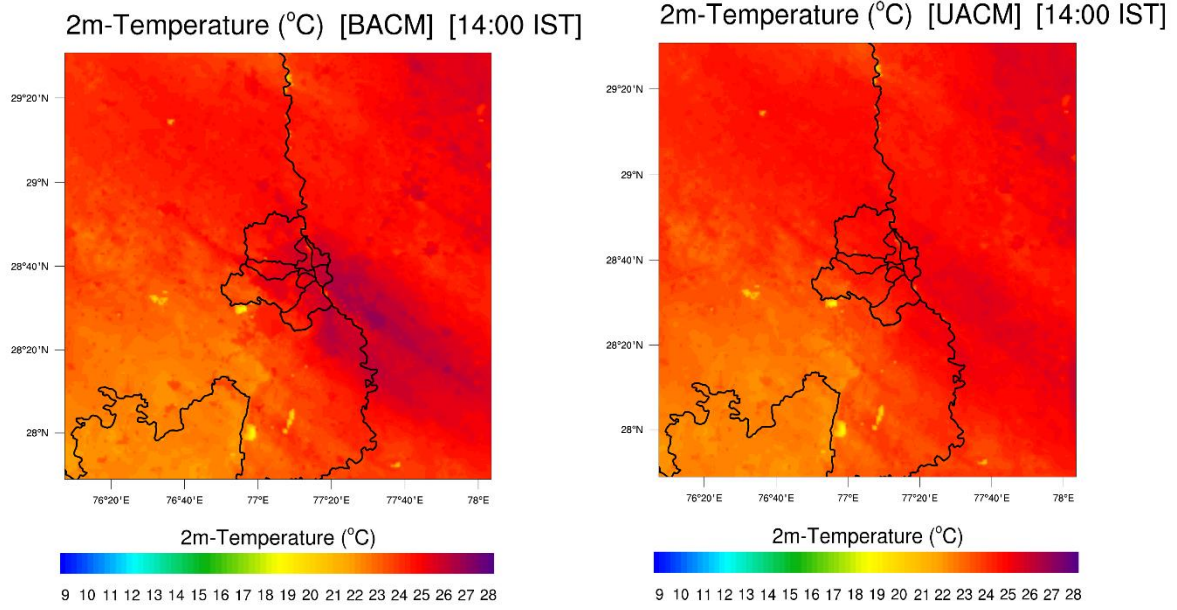 2m-Temperature (°C) [BACM] [14:00 IST]
29°20'N
29°N
28°40'N
28°20'N
28°N
76°20'E 76°40'E 77°E 77°20'E 77°40'E 78°E
2m-Temperature (°C)
9 10 11 12 13 14 15 16 17 18 19 20 21 22 23 24 25 26 27 28
2m-Temperature (°C) [UACM] [14:00 IST]
29°20'N
29°N
28°40'N
28°20'N
28°N
76°20'E 76°40'E 77°E 77°20'E 77°40'E 78°E
2m-Temperature (°C)
9 10 11 12 13 14 15 16 17 18 19 20 21 22 23 24 25 26 27 28